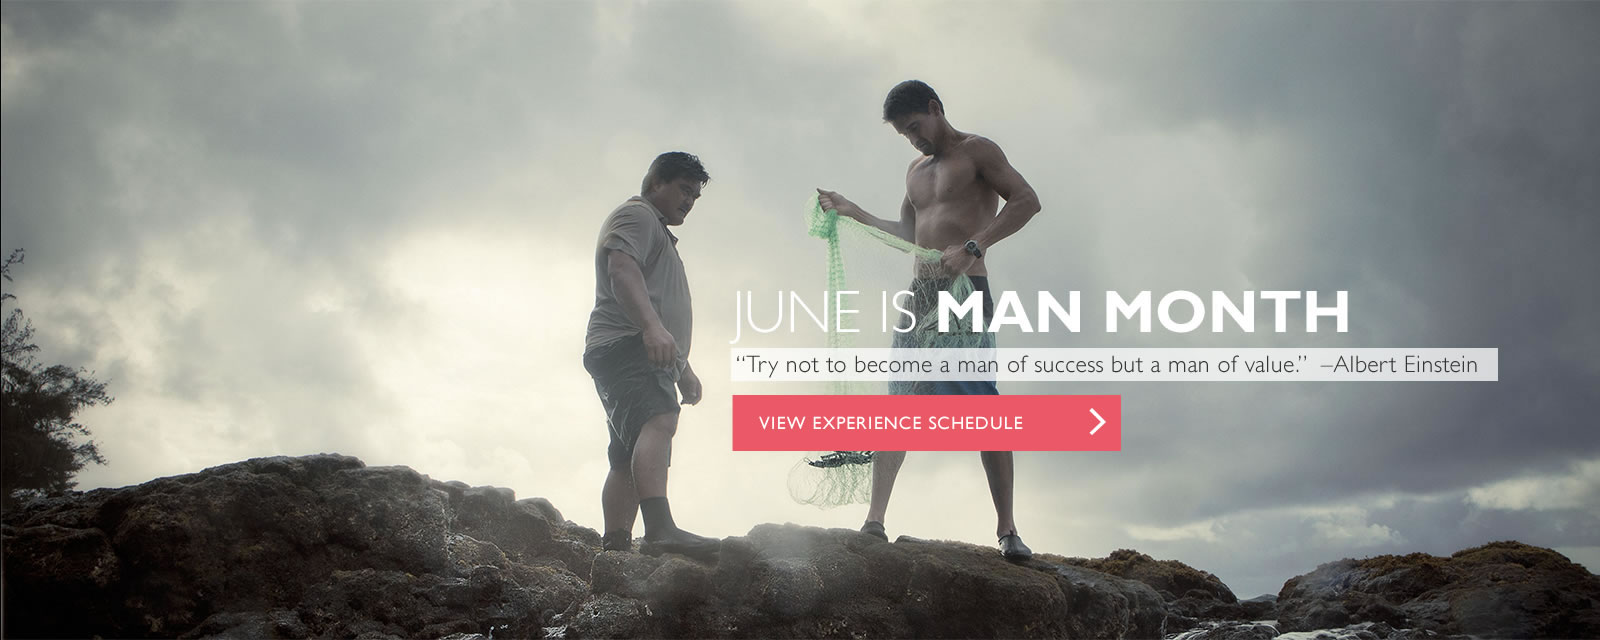 JUNE IS MAN MONTH
“Try not to become a man of success but a man of value.” –Albert Einstein
VIEW EXPERIENCE SCHEDULE